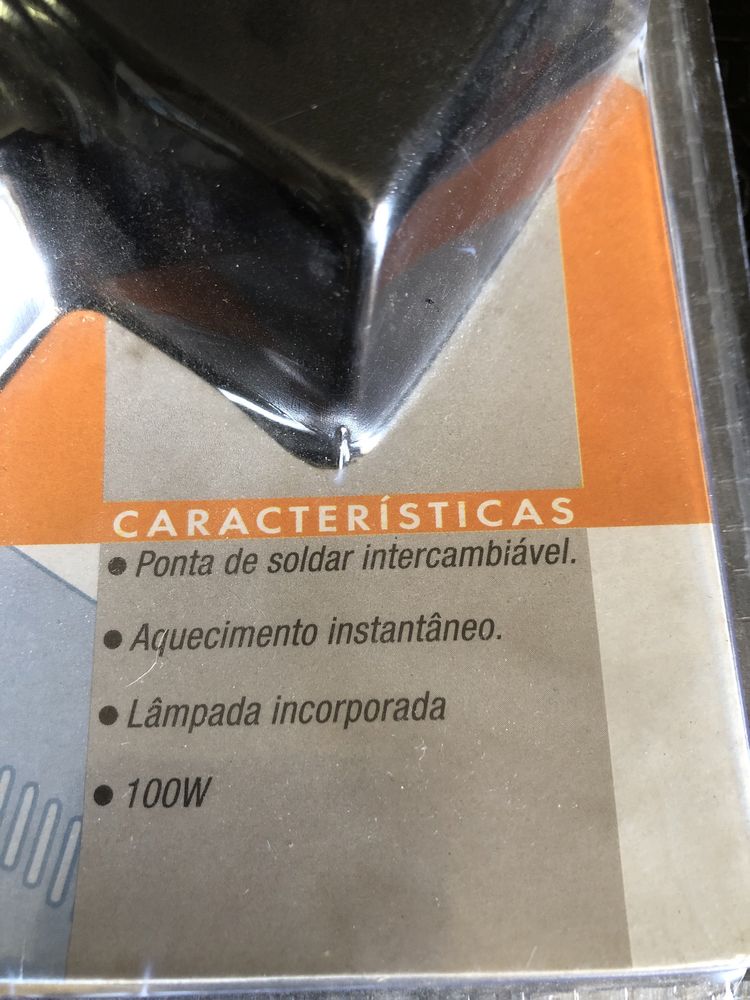 CARACTERÍSTICAS
● Ponta de soldar intercambiável.
● Aquecimento instantâneo.
● Lâmpada incorporada
● 100W